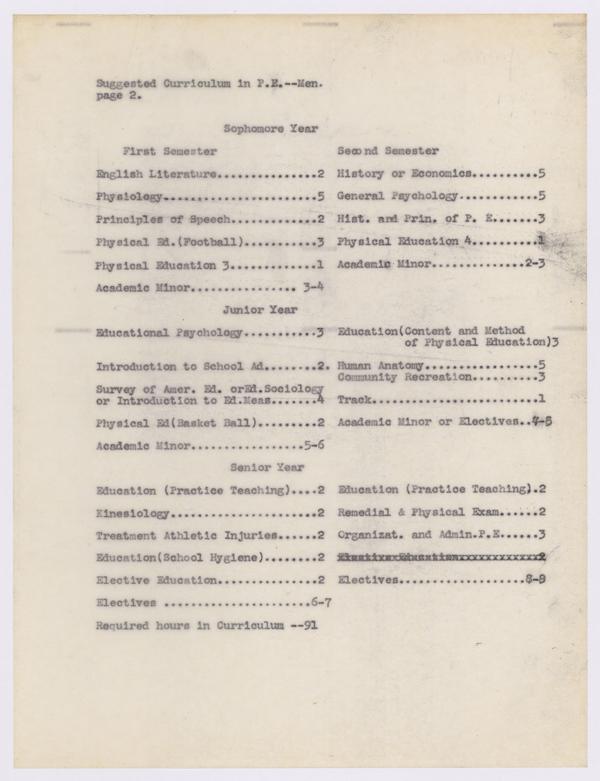 Suggested Curriculum in P.E.--Men.
page 2.
Sophomore Year
First Semester Second Semester
English Literature...............2 History or Economics..........5
Physiology.......................5 General Psychology............5
Principles of Speech.............2 Hist. and Prin. of P. E.......3
Physical Ed.(Football)...........3 Physical Education 4..........1
Physical Education 3.............1 Academic Minor..............2-3
Academic Minor................ 3-4
Junior Year
Educational Psychology...........3 Education(Content and Method
of Physical Education)3
Introduction to School Ad........2. Human Anatomy.................5
Community Recreation..........3
Survey of Amer. Ed. orEd.Sociology
or Introduction to Ed.Meas.......4 Track.........................1
Physical Ed(Basket Ball).........2 Academic Minor or Electives..4-5
Academic Minor.................5-6
Senior Year
Education (Practice Teaching)....2 Education (Practice Teaching).2
Kinesiology......................2 Remedial & Physical Exam......2
Treatment Athletic Injuries......2 Organizat. and Admin.P.E......3
Education(School Hygiene)........2 Elective Educationxxxxxxxxxxxx2
Elective Education...............2 Electives...................8-9
Electives ......................6-7
Required hours in Curriculum --91